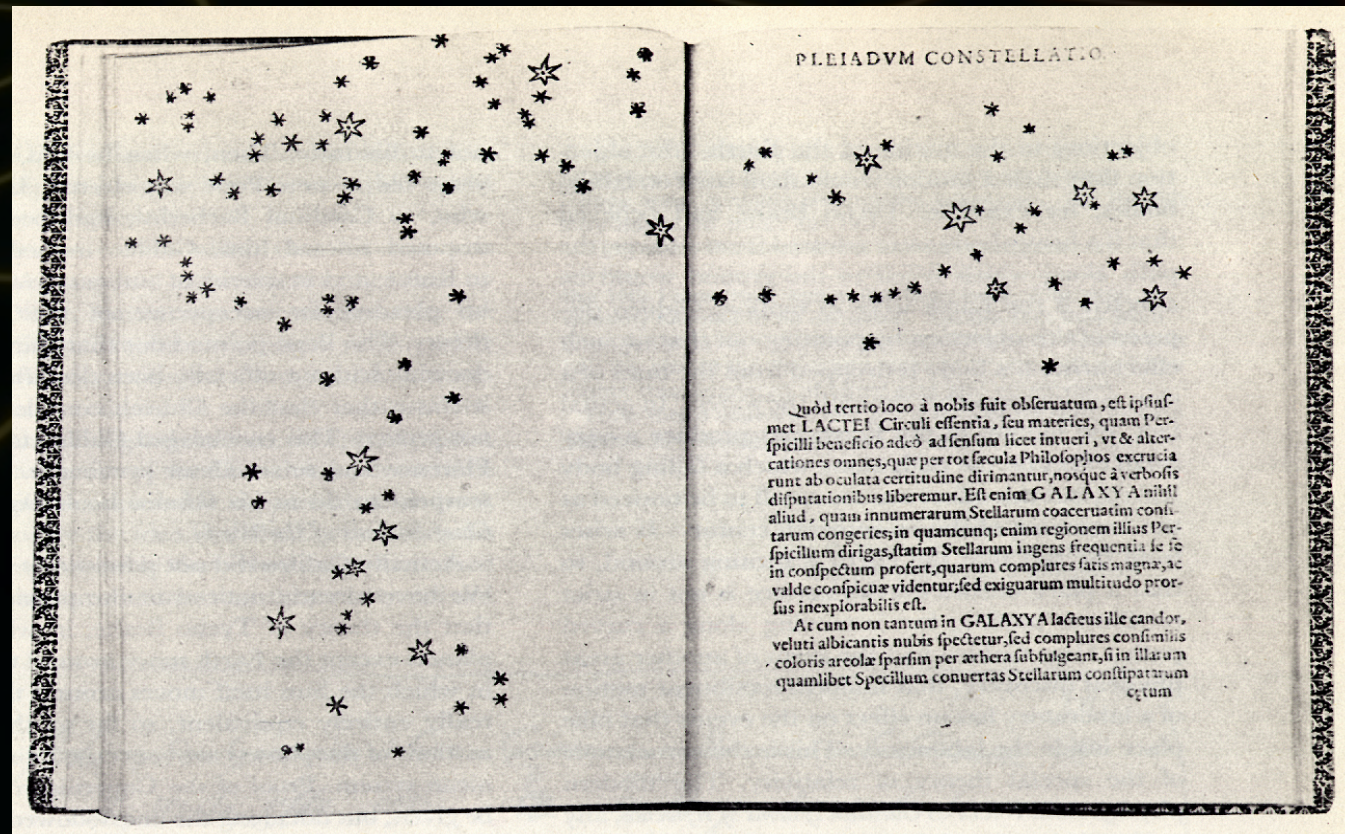 PLEIADVM CONSTELLATIO.
Quòd tertio loco à nobis fuit obſeruatum, eſt ipſiuſ-
met LACTEI Circuli eſſentia, ſeu materies, quam Per-
ſpicilli beneficio adeò ad ſenſum licet intueri, vt & alter-
cationes omnes, quæ per tot ſæcula Philoſophos excrucia
runt ab oculata certitudine dirimantur, noſque à verboſis
diſputationibus liberemur. Eſt enim GALAXYA nihil
aliud, quam innumerarum Stellarum coaceruatim conſi-
tarum congeries; in quamcunq; enim regionem illius Per-
ſpicillum dirigas, ſtatim Stellarum ingens frequentia ſe ſe
in conſpectum profert, quarum complures ſatis magnæ, ac
valde conſpicuæ videntur; ſed exiguarum multitudo pror-
ſus inexplorabilis eſt.
At cum non tantum in GALAXYA lacteus ille candor,
veluti albicantis nubis ſpectetur, ſed complures conſimilis
coloris areolæ ſparſim per æthera ſubfulgeant, ſi in illarum
quamlibet Specillum conuertas Stellarum conſtipatarum
cętum